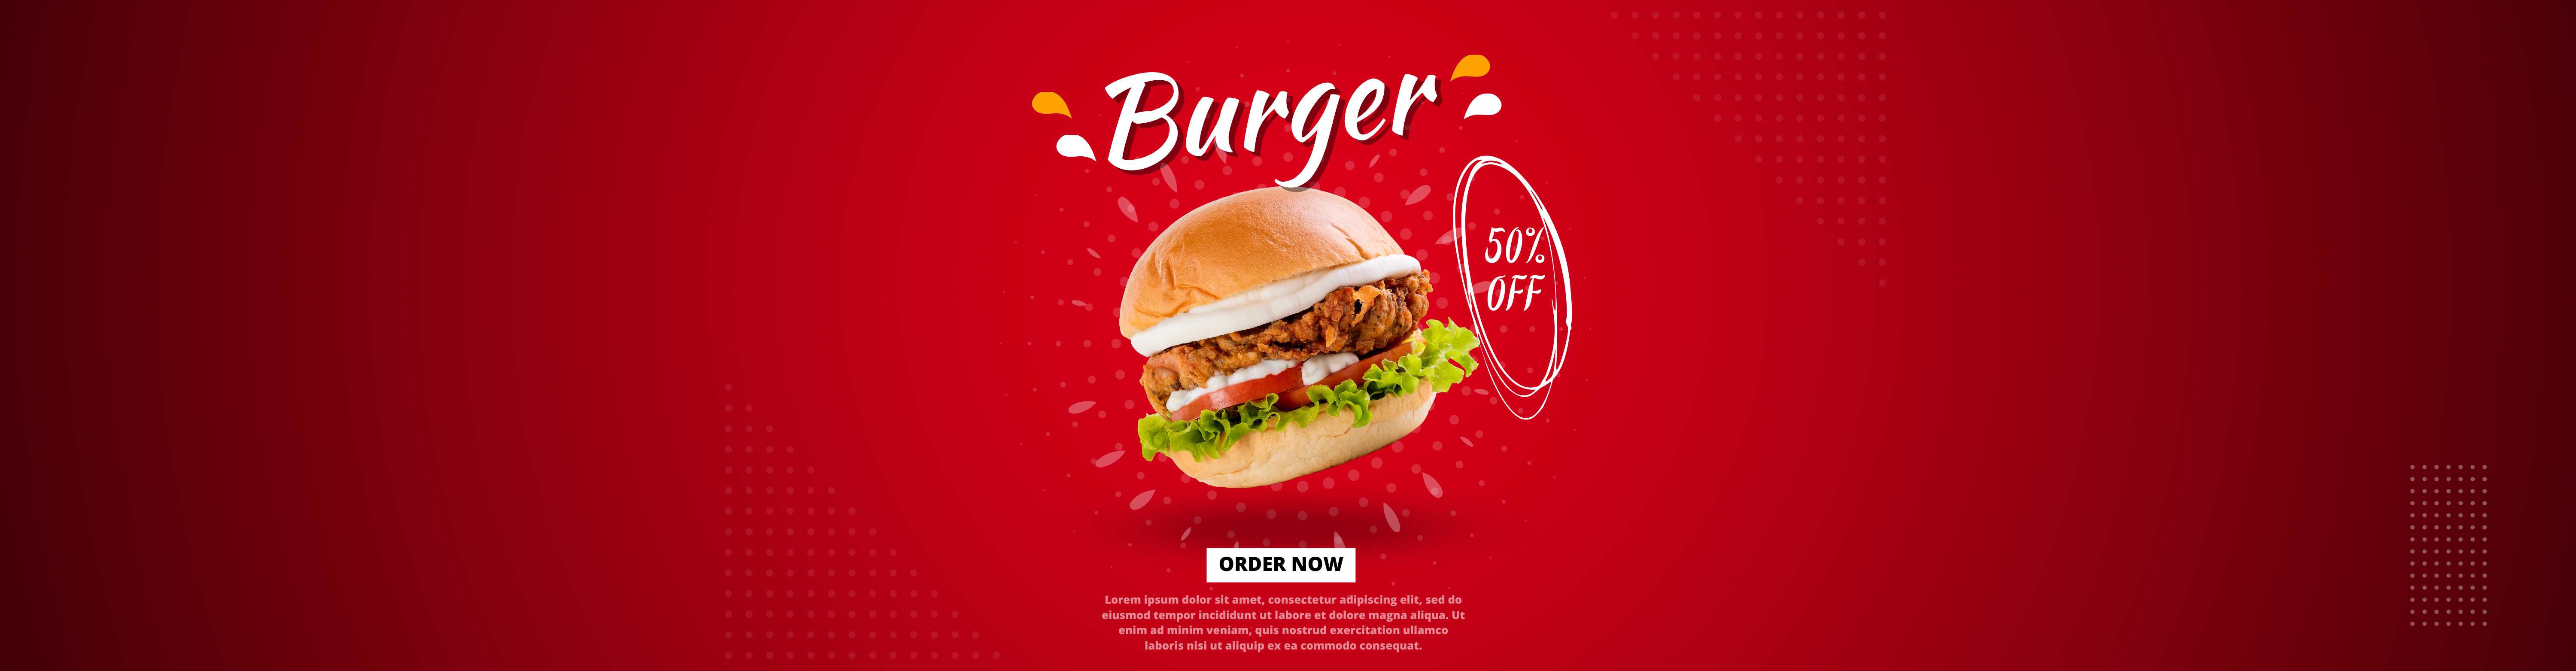 Burger
50%
OFF
ORDER NOW
Lorem ipsum dolor sit amet, consectetur adipiscing elit, sed do
eiusmod tempor incididunt ut labore et dolore magna aliqua. Ut
enim ad minim veniam, quis nostrud exercitation ullamco
laboris nisi ut aliquip ex ea commodo consequat.